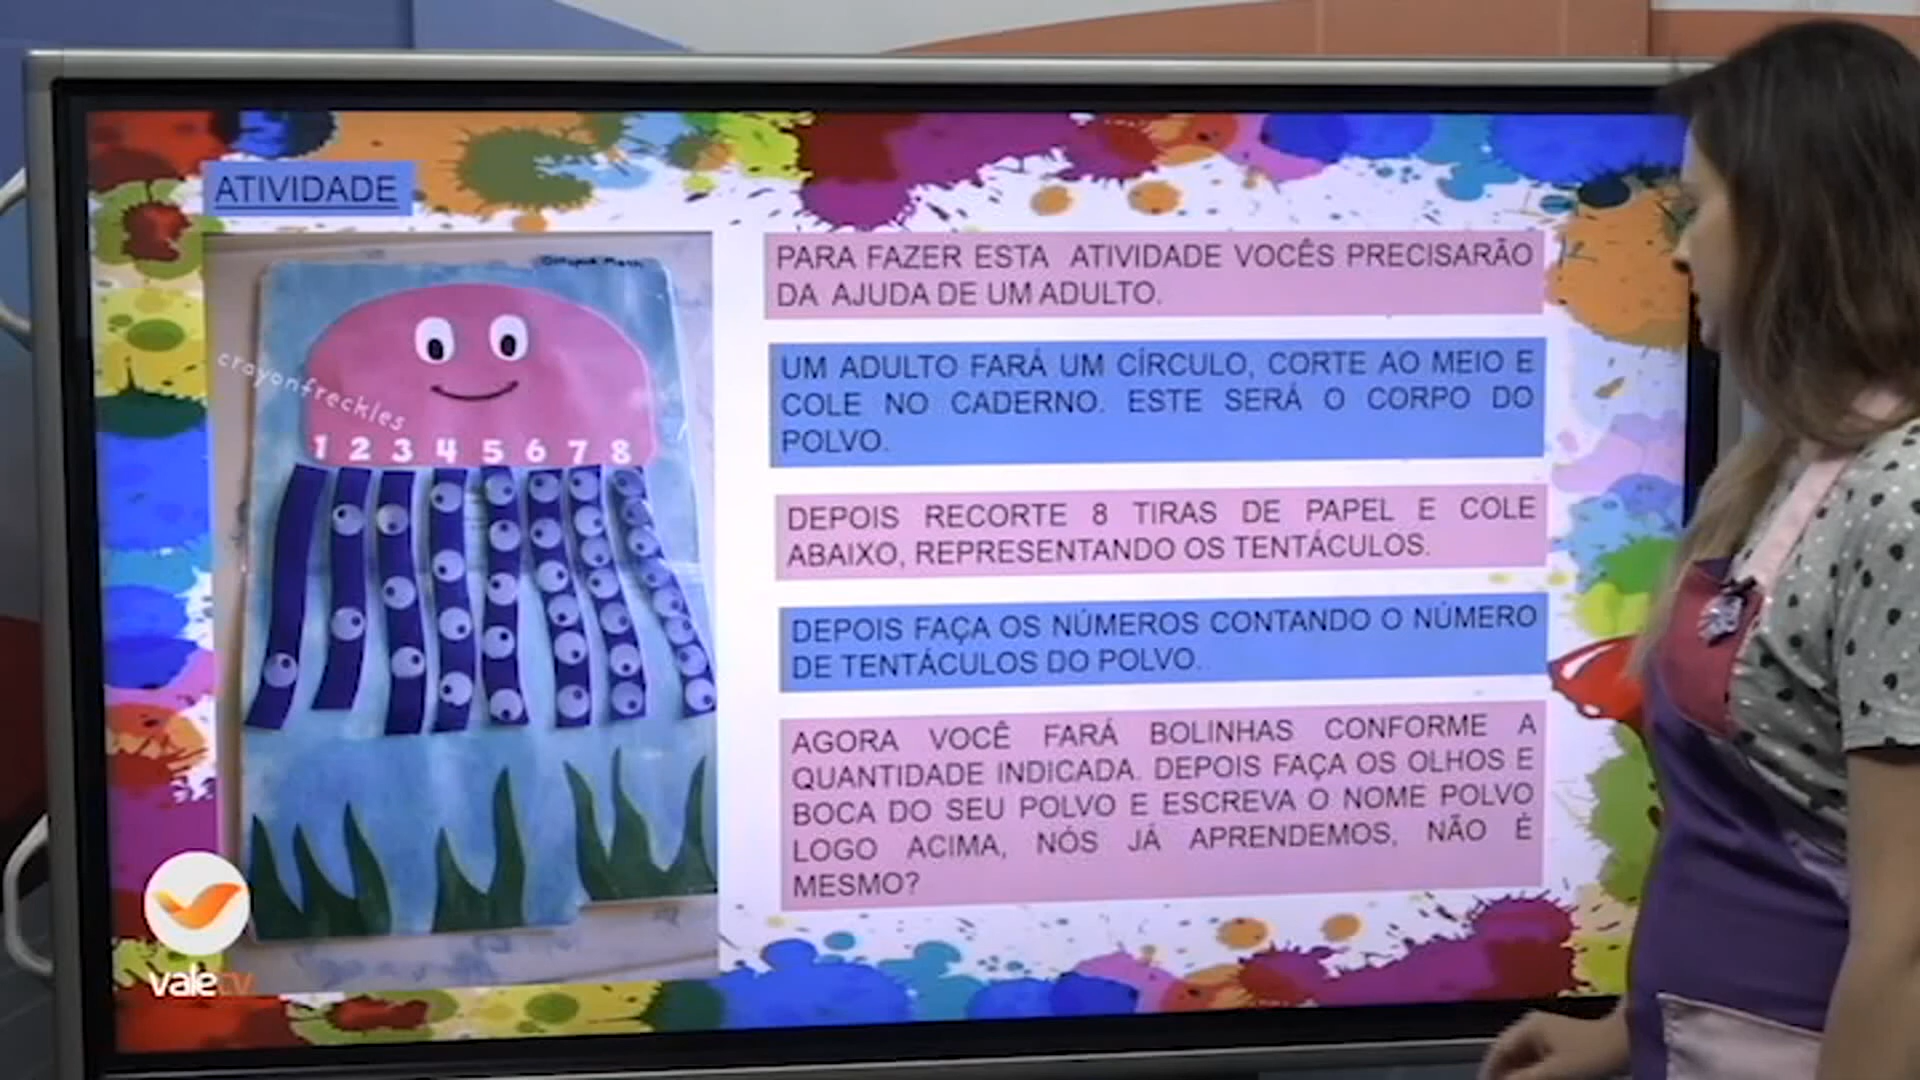 ATIVIDADE
crayonfreckles
1 2 3 4 5 6 7 8
PARA FAZER ESTA ATIVIDADE VOCÊS PRECISARÃO
DA AJUDA DE UM ADULTO.
UM ADULTO FARÁ UM CÍRCULO, CORTE AO MEIO E
COLE NO CADERNO. ESTE SERÁ O CORPO DO
POLVO.
DEPOIS RECORTE 8 TIRAS DE PAPEL E COLE
ABAIXO, REPRESENTANDO OS TENTÁCULOS.
DEPOIS FAÇA OS NÚMEROS CONTANDO O NÚMERO
DE TENTÁCULOS DO POLVO.
AGORA VOCÊ FARÁ BOLINHAS CONFORME A
QUANTIDADE INDICADA. DEPOIS FAÇA OS OLHOS E
BOCA DO SEU POLVO E ESCREVA O NOME POLVO
LOGO ACIMA, NÓS JÁ APRENDEMOS, NÃO É
MESMO?
valetv